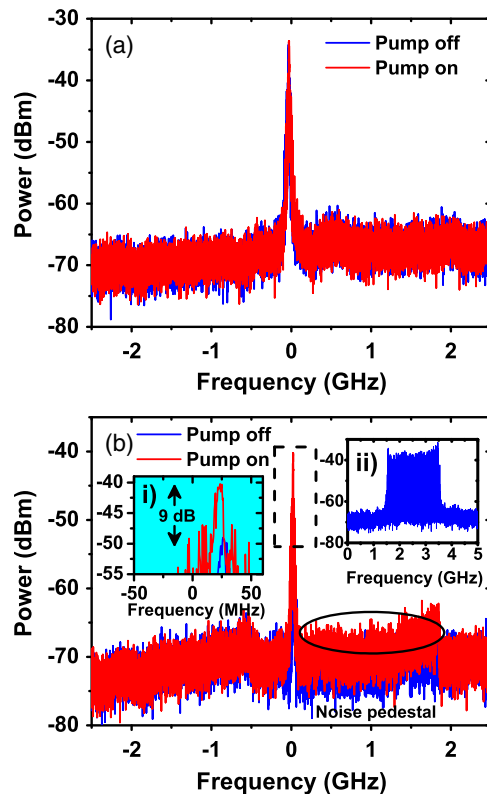 (a)
Pump off
Pump on
-30
-40
-50
-60
-70
-80
Power (dBm)
-2 -1 0 1 2
Frequency (GHz)
(b)
Pump off
Pump on
-40
-50
-60
-70
-80
Power (dBm)
i)
-40
-45
-50
-55
9 dB
0 50
Frequency (MHz)
ii)
-40
-60
-80
0 1 2 3 4 5
Frequency (GHz)
Noise pedestal
-2 -1 0 1 2
Frequency (GHz)